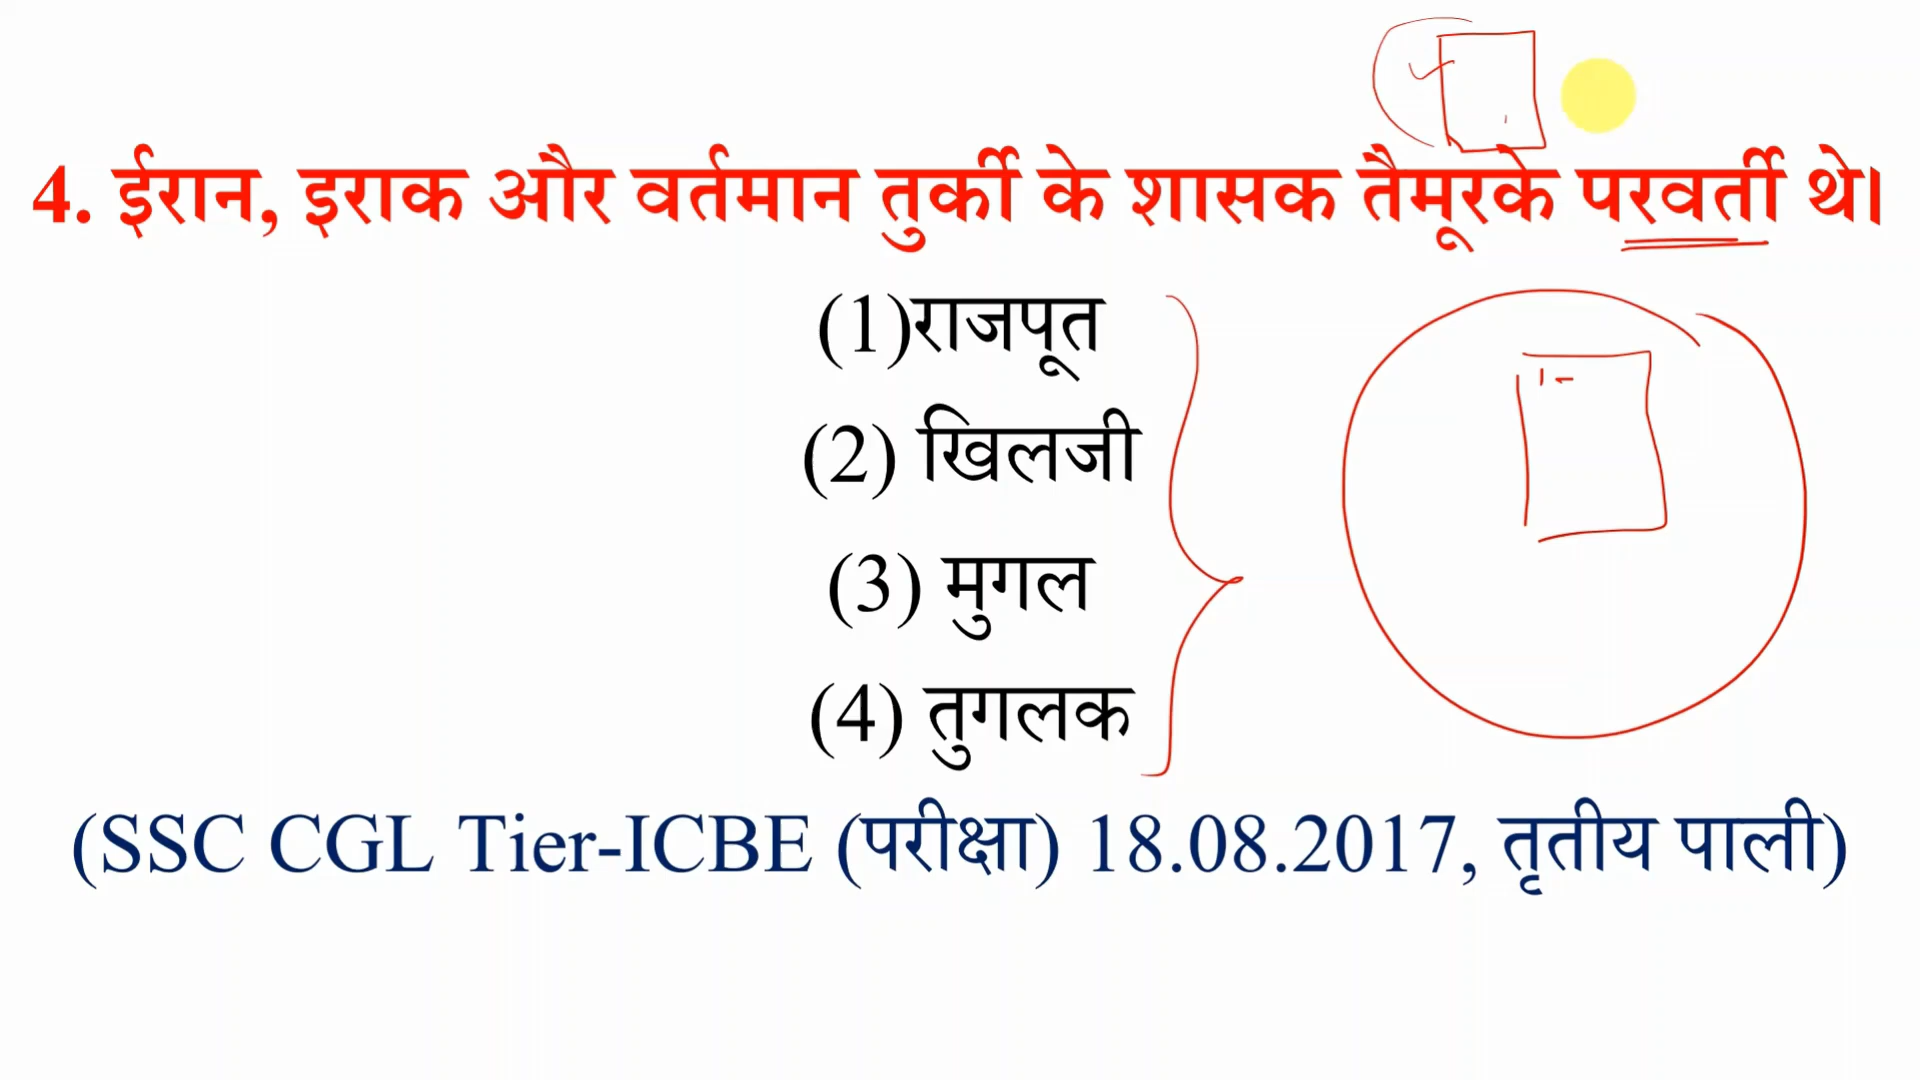 4. ईरान, इराक और वर्तमान तुर्की के शासक तैमूरके परवर्ती थे।
(1)राजपूत
(2) खिलजी
(3) मुगल
(4) तुगलक
(SSC CGL Tier-ICBE (परीक्षा) 18.08.2017, तृतीय पाली)